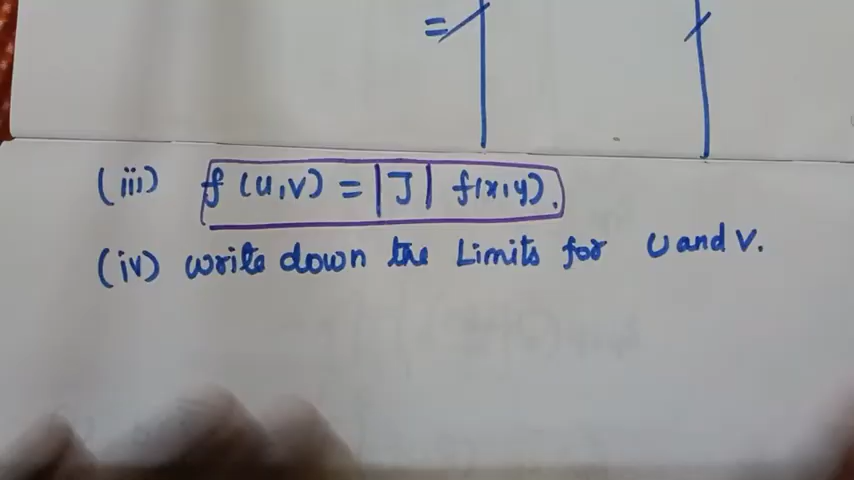 =
(iii) f(u,v) = |J| f(x,y).
(iv) write down the Limits for U and V.